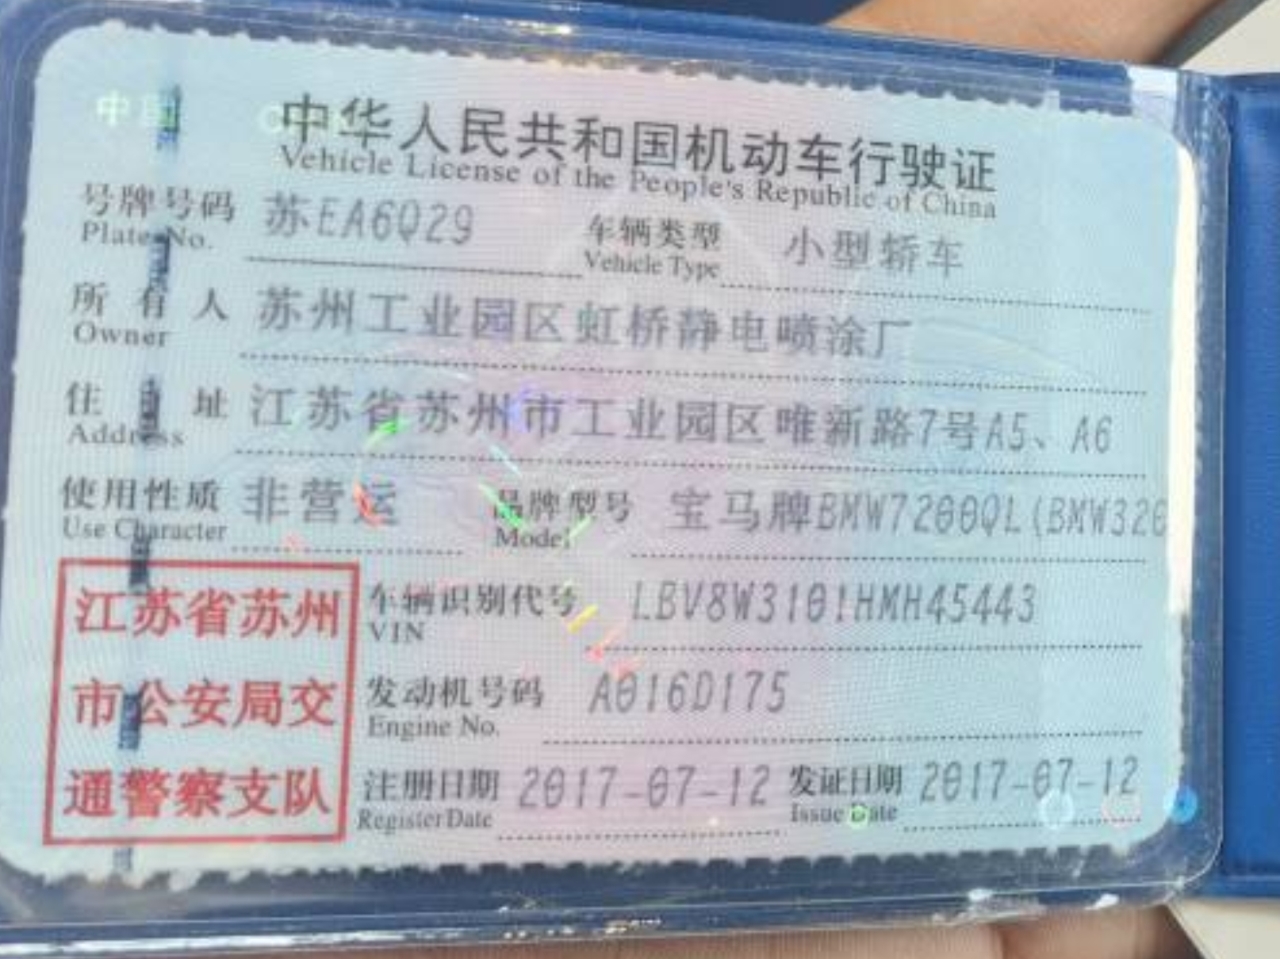 中国
中华人民共和国机动车行驶证
Vehicle License of the People's Republic of China
号牌号码 苏EA6Q29 车辆类型 小型轿车
Plate No. Vehicle Type
所有人 苏州工业园区虹桥静电喷涂厂
Owner
住址 江苏省苏州市工业园区唯新路7号A5、A6
Address
使用性质 非营运 品牌型号 宝马牌BMW7200QL(BMW320
Use Character Model
江苏省苏州 车辆识别代号 LBV8W3101HMH45443
VIN
市公安局交 发动机号码 A016D175
Engine No.
通警察支队 注册日期 2017-07-12 发证日期 2017-07-12
Register Date Issue Date